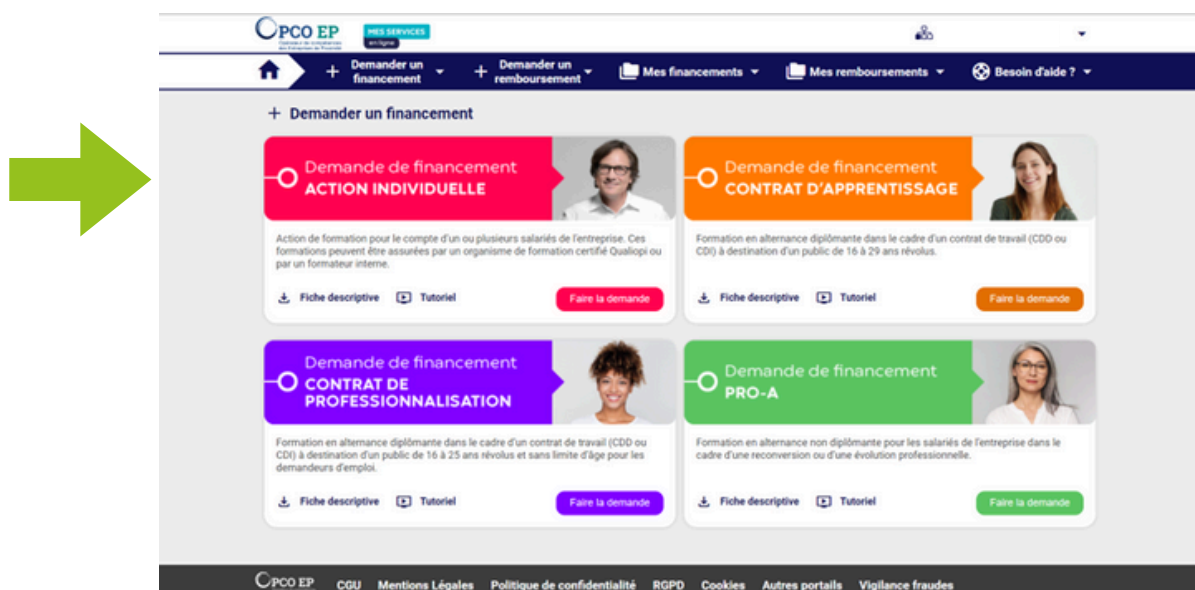 OPCO EP
MES SERVICES
en ligne
Opérateur de compétences
des Entreprises de Proximité
Demander un
financement
Demander un
remboursement
Mes financements
Mes remboursements
Besoin d'aide ?
+ Demander un financement
Demande de financement
ACTION INDIVIDUELLE
Action de formation pour le compte d'un ou plusieurs salariés de l'entreprise. Ces
formations peuvent être assurées par un organisme de formation certifié Qualiopi ou
par un formateur interne.
Fiche descriptive
Tutoriel
Faire la demande
Demande de financement
CONTRAT D'APPRENTISSAGE
Formation en alternance diplômante dans le cadre d'un contrat de travail (CDD ou
CDI) à destination d'un public de 16 à 29 ans révolus.
Fiche descriptive
Tutoriel
Faire la demande
Demande de financement
CONTRAT DE
PROFESSIONNALISATION
Formation en alternance diplômante dans le cadre d'un contrat de travail (CDD ou
CDI) à destination d'un public de 16 à 25 ans révolus et sans limite d'âge pour les
demandeurs d'emploi.
Fiche descriptive
Tutoriel
Faire la demande
Demande de financement
PRO-A
Formation en alternance non diplômante pour les salariés de l'entreprise dans le
cadre d'une reconversion ou d'une évolution professionnelle.
Fiche descriptive
Tutoriel
Faire la demande
OPCO EP
CGU
Mentions Légales
Politique de confidentialité
RGPD
Cookies
Autres portails
Vigilance fraudes